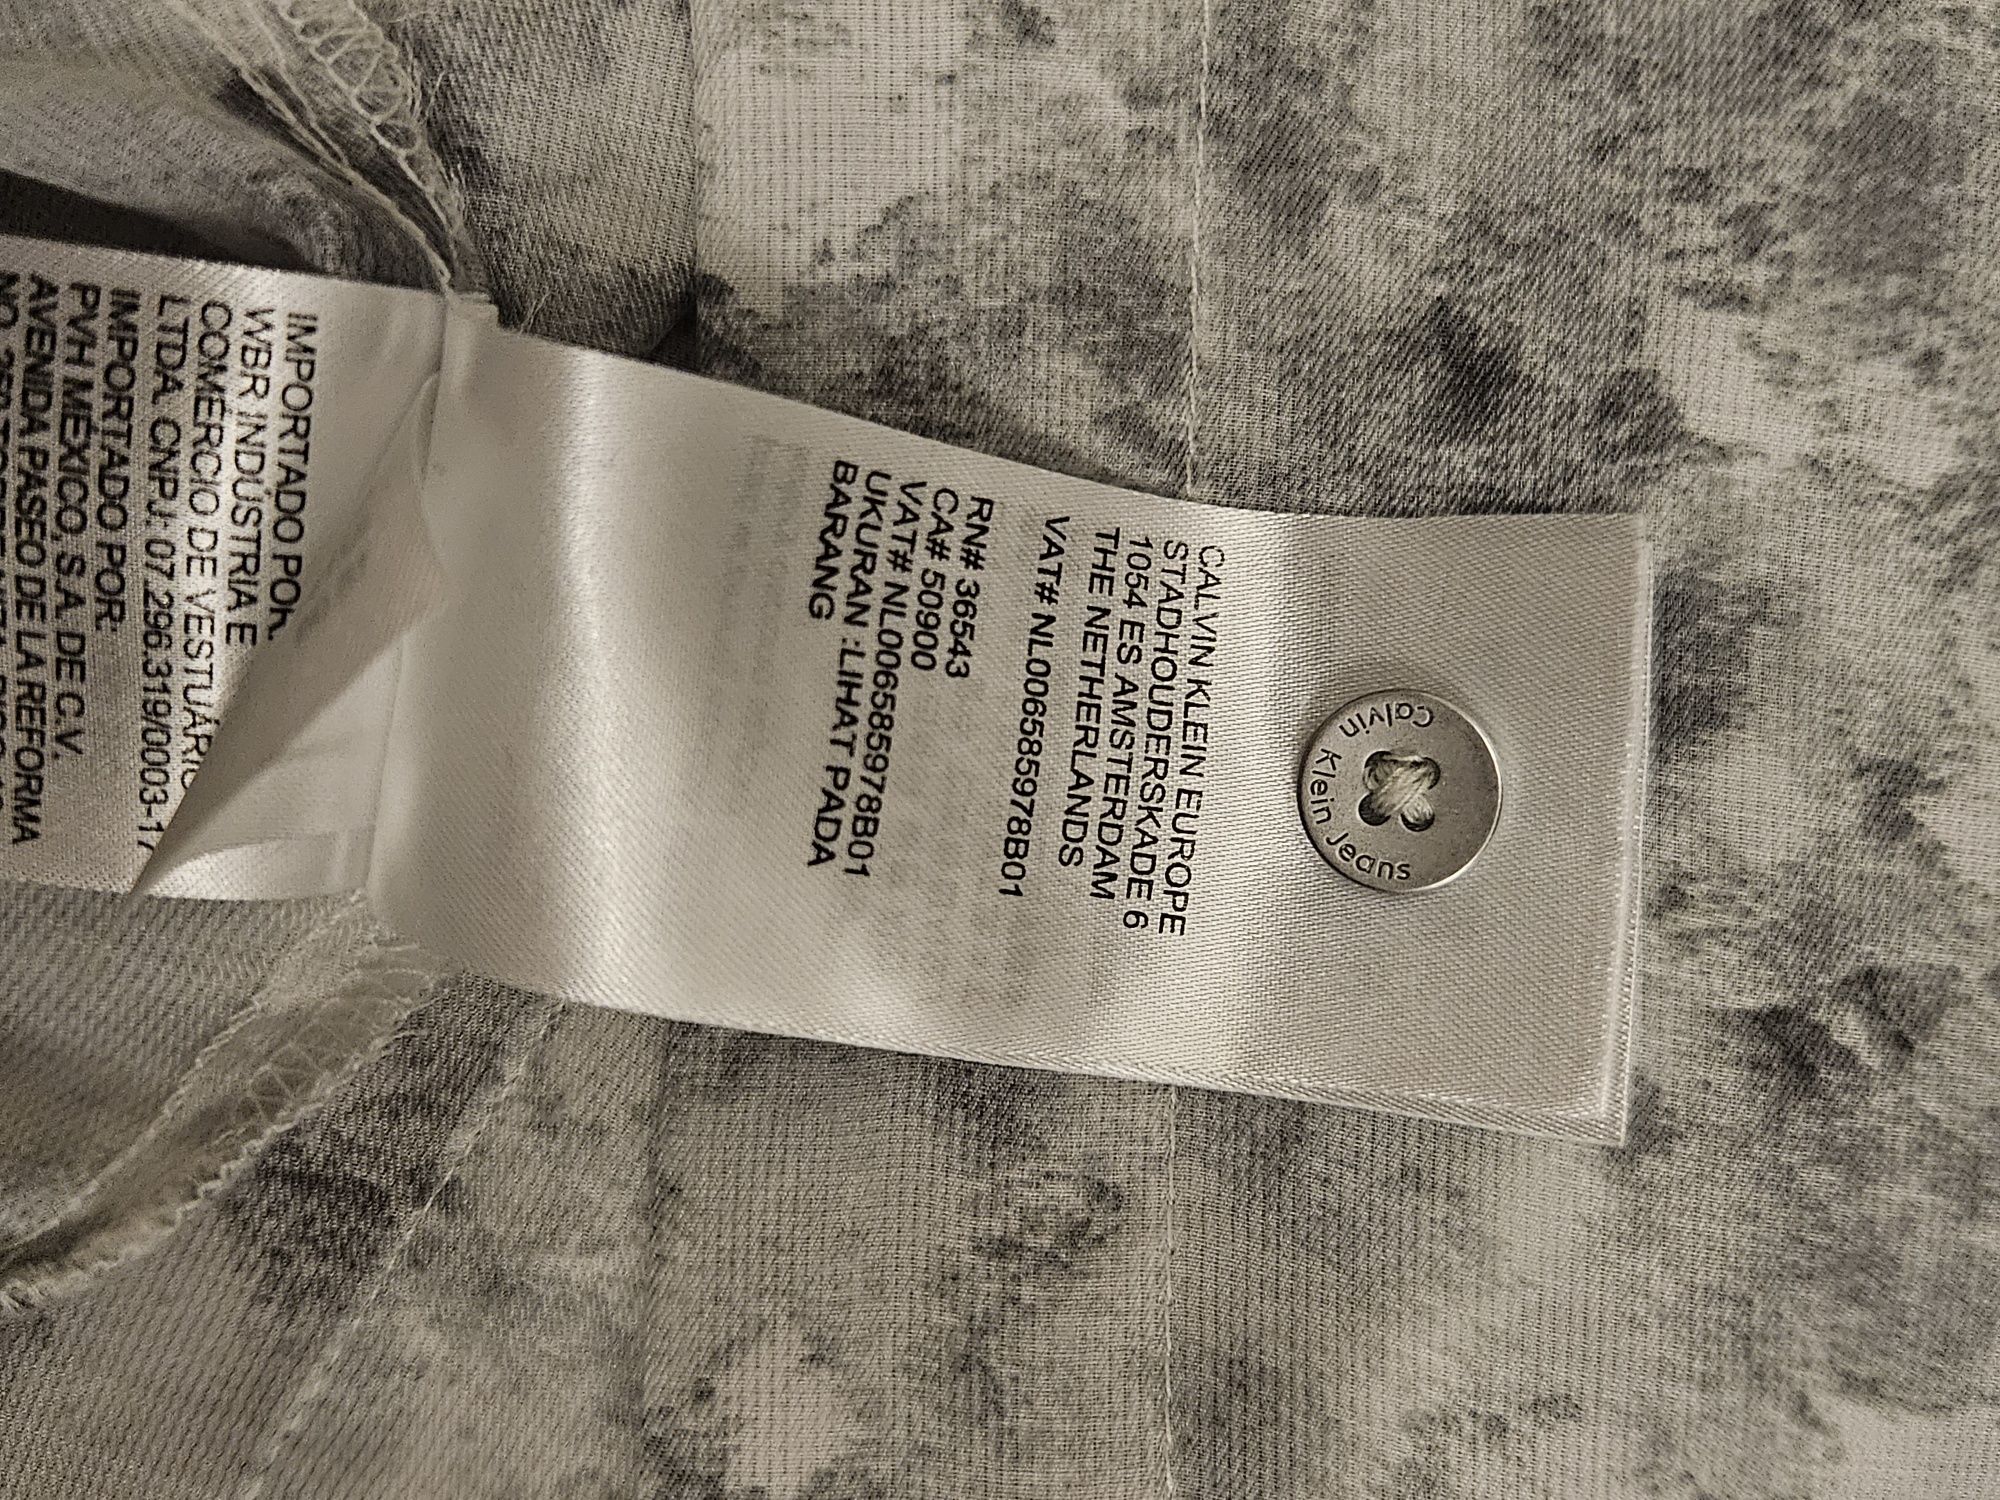 Calvin Klein Jeans
CALVIN KLEIN EUROPE
STADHOUDERSKADE 6
1054 ES AMSTERDAM
THE NETHERLANDS
VAT# NL006585978B01
RN# 36543
CA# 50900
VAT# NL006585978B01
UKURAN :LIHAT PADA
BARANG
IMPORTADO POR
WBR INDÚSTRIA E
COMÉRCIO DE VESTUÁRIO
LTDA. CNPJ: 07.296.319/0003-17
IMPORTADO POR:
PVH MÉXICO, S.A. DE C.V.
AVENIDA PASEO DE LA REFORMA